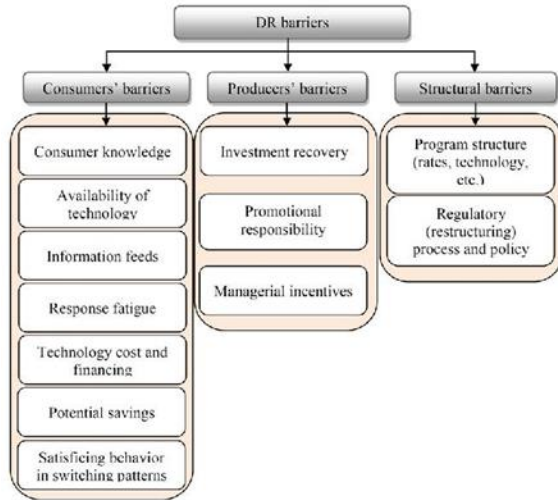 DR barriers
Consumers' barriers
Producers' barriers
Structural barriers
Consumer knowledge
Availability of
technology
Information feeds
Response fatigue
Technology cost and
financing
Potential savings
Satisficing behavior
in switching patterns
Investment recovery
Promotional
responsibility
Managerial incentives
Program structure
(rates, technology,
etc.)
Regulatory
(restructuring)
process and policy